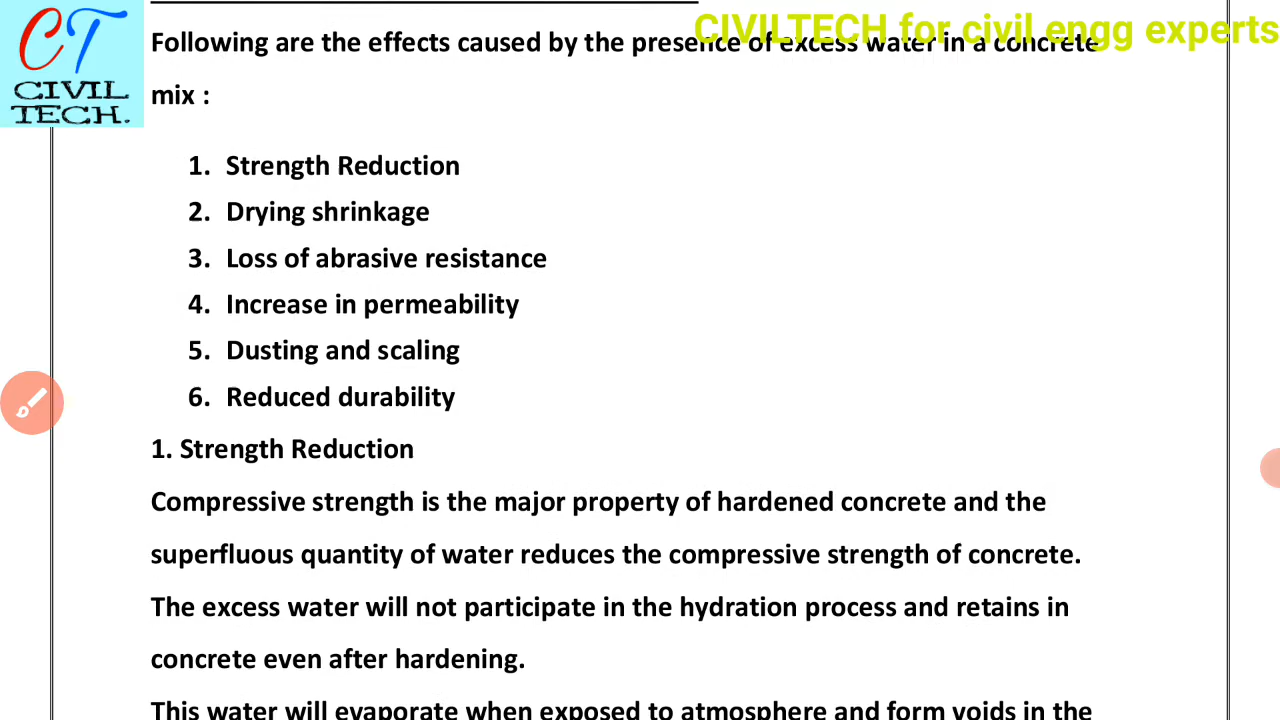 CT
CIVIL
TECH.
CIVILTECH for civil engg experts
Following are the effects caused by the presence of excess water in a concrete
mix :
1. Strength Reduction
2. Drying shrinkage
3. Loss of abrasive resistance
4. Increase in permeability
5. Dusting and scaling
6. Reduced durability
1. Strength Reduction
Compressive strength is the major property of hardened concrete and the
superfluous quantity of water reduces the compressive strength of concrete.
The excess water will not participate in the hydration process and retains in
concrete even after hardening.
This water will evaporate when exposed to atmosphere and form voids in the